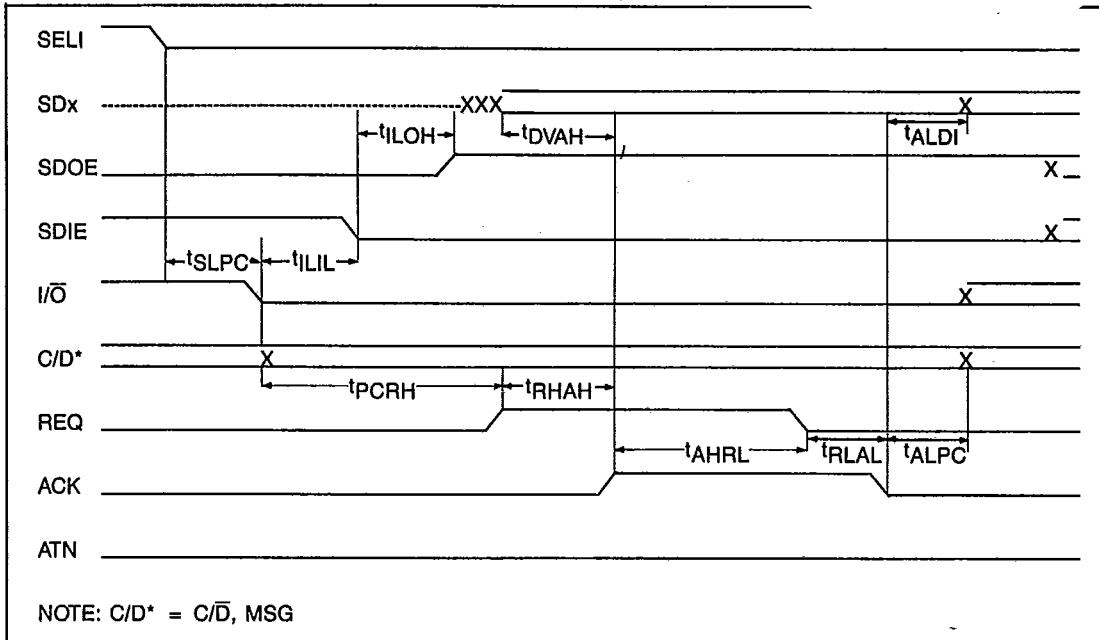 SELI
SDx XXX X
tILOH tDVAH tALDI
SDOE X
SDIE X
tSLPC tILIL
I/O̅ X
C/D* X X
tPCRH tRHAH
REQ
tAHRL tRLAL tALPC
ACK
ATN
NOTE: C/D* = C/D̅, MSG